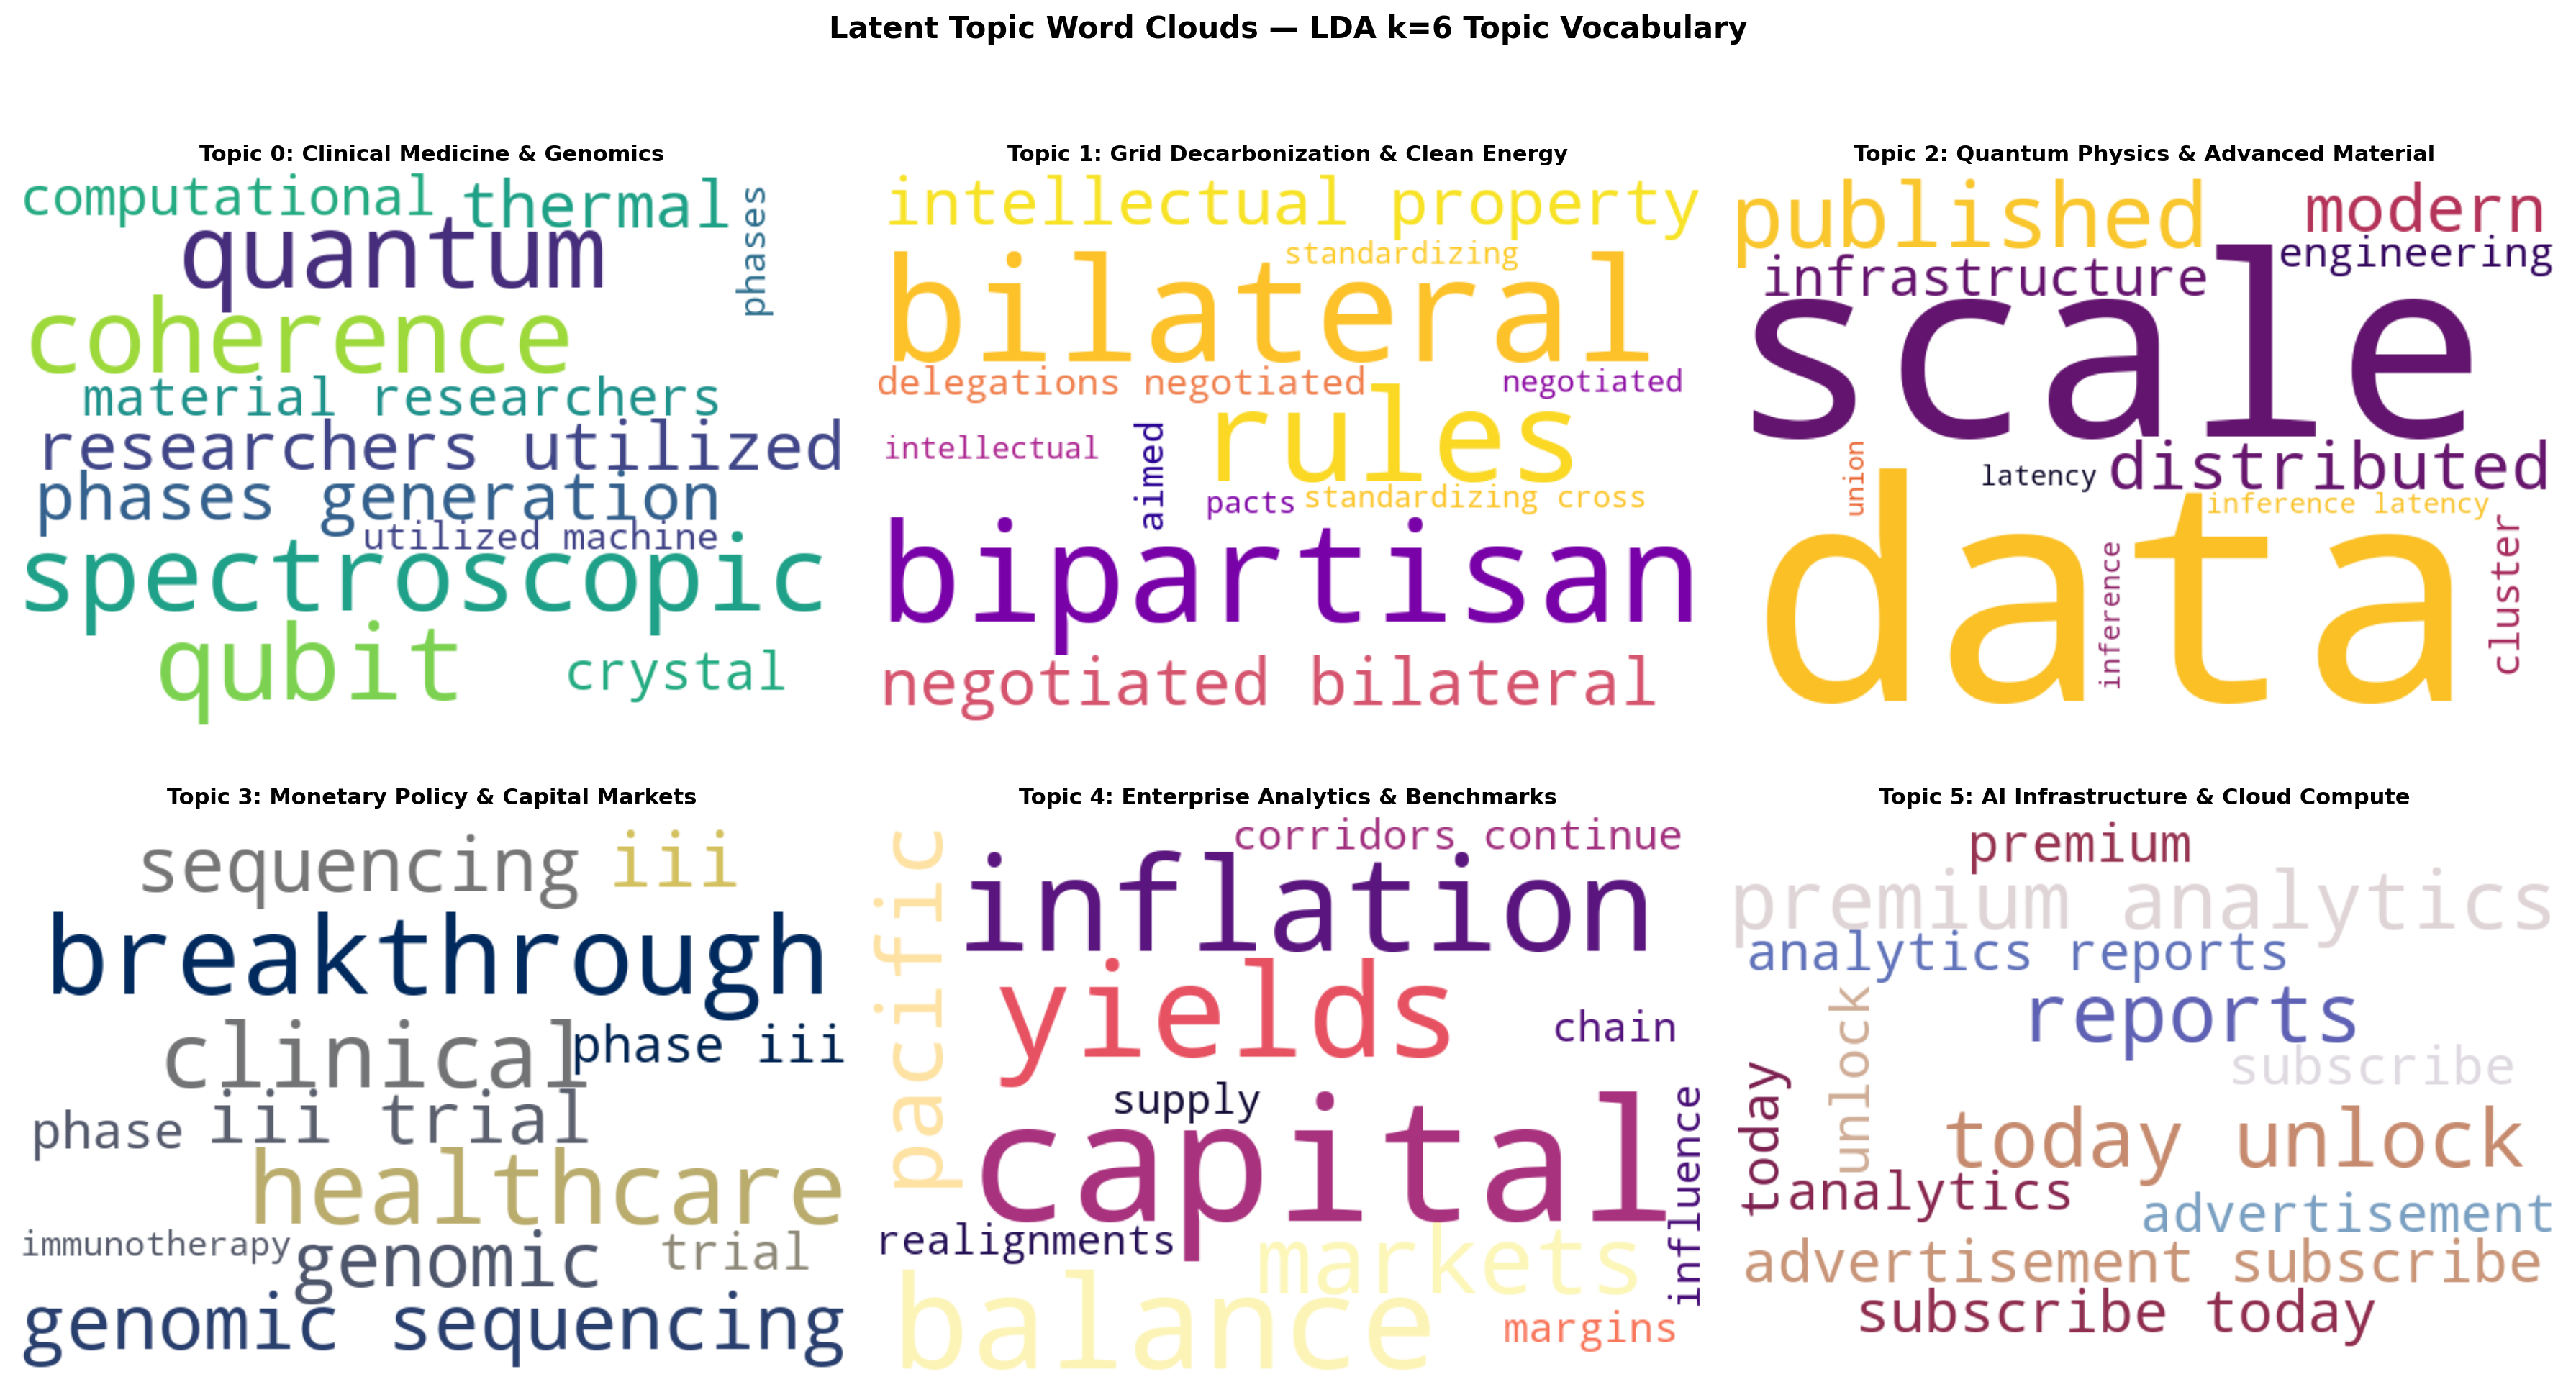 Latent Topic Word Clouds — LDA k=6 Topic Vocabulary
Topic 0: Clinical Medicine & Genomics
computational
thermal
phases
quantum
coherence
material researchers
researchers utilized
phases generation
utilized machine
spectroscopic
qubit
crystal
Topic 1: Grid Decarbonization & Clean Energy
intellectual property
standardizing
bilateral
delegations negotiated
negotiated
rules
intellectual
aimed
pacts
standardizing cross
bipartisan
negotiated bilateral
Topic 2: Quantum Physics & Advanced Material
published
modern
engineering
infrastructure
scale
union
latency
distributed
inference latency
data
inference
cluster
Topic 3: Monetary Policy & Capital Markets
sequencing
iii
breakthrough
clinical
phase iii
phase
iii trial
healthcare
immunotherapy
genomic
trial
genomic sequencing
Topic 4: Enterprise Analytics & Benchmarks
corridors continue
pacific
inflation
yields
chain
supply
capital
influence
realignments
markets
balance
margins
Topic 5: AI Infrastructure & Cloud Compute
premium
premium analytics
analytics reports
unlock
reports
subscribe
today
today unlock
analytics
advertisement
advertisement subscribe
subscribe today